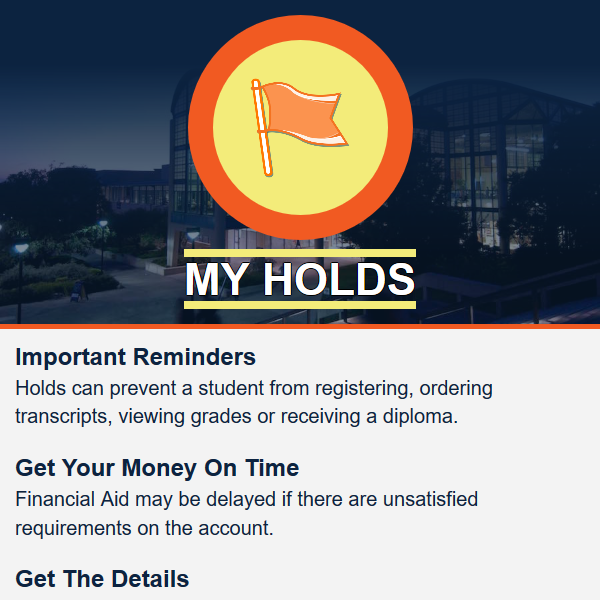 MY HOLDS
Important Reminders
Holds can prevent a student from registering, ordering
transcripts, viewing grades or receiving a diploma.
Get Your Money On Time
Financial Aid may be delayed if there are unsatisfied
requirements on the account.
Get The Details